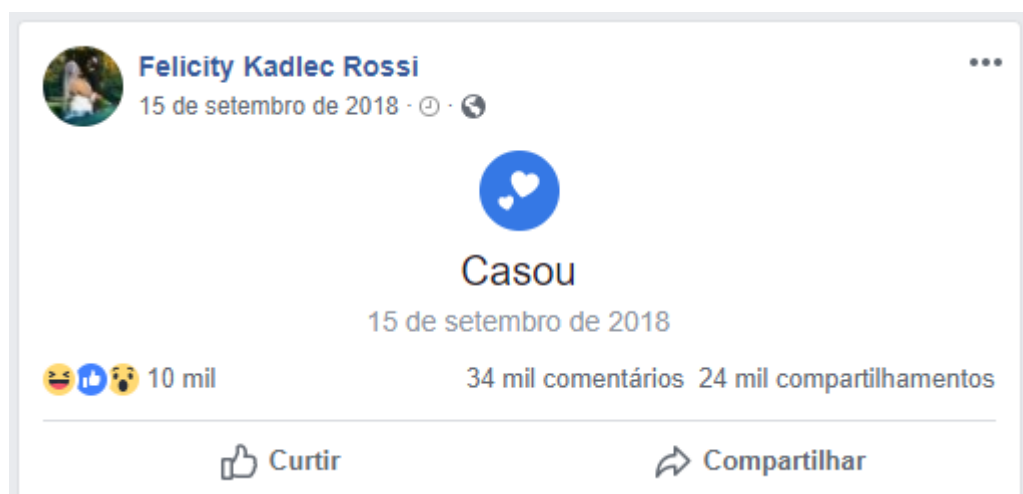 Felicity Kadlec Rossi
15 de setembro de 2018 · ·
Casou
15 de setembro de 2018
10 mil 34 mil comentários 24 mil compartilhamentos
Curtir Compartilhar